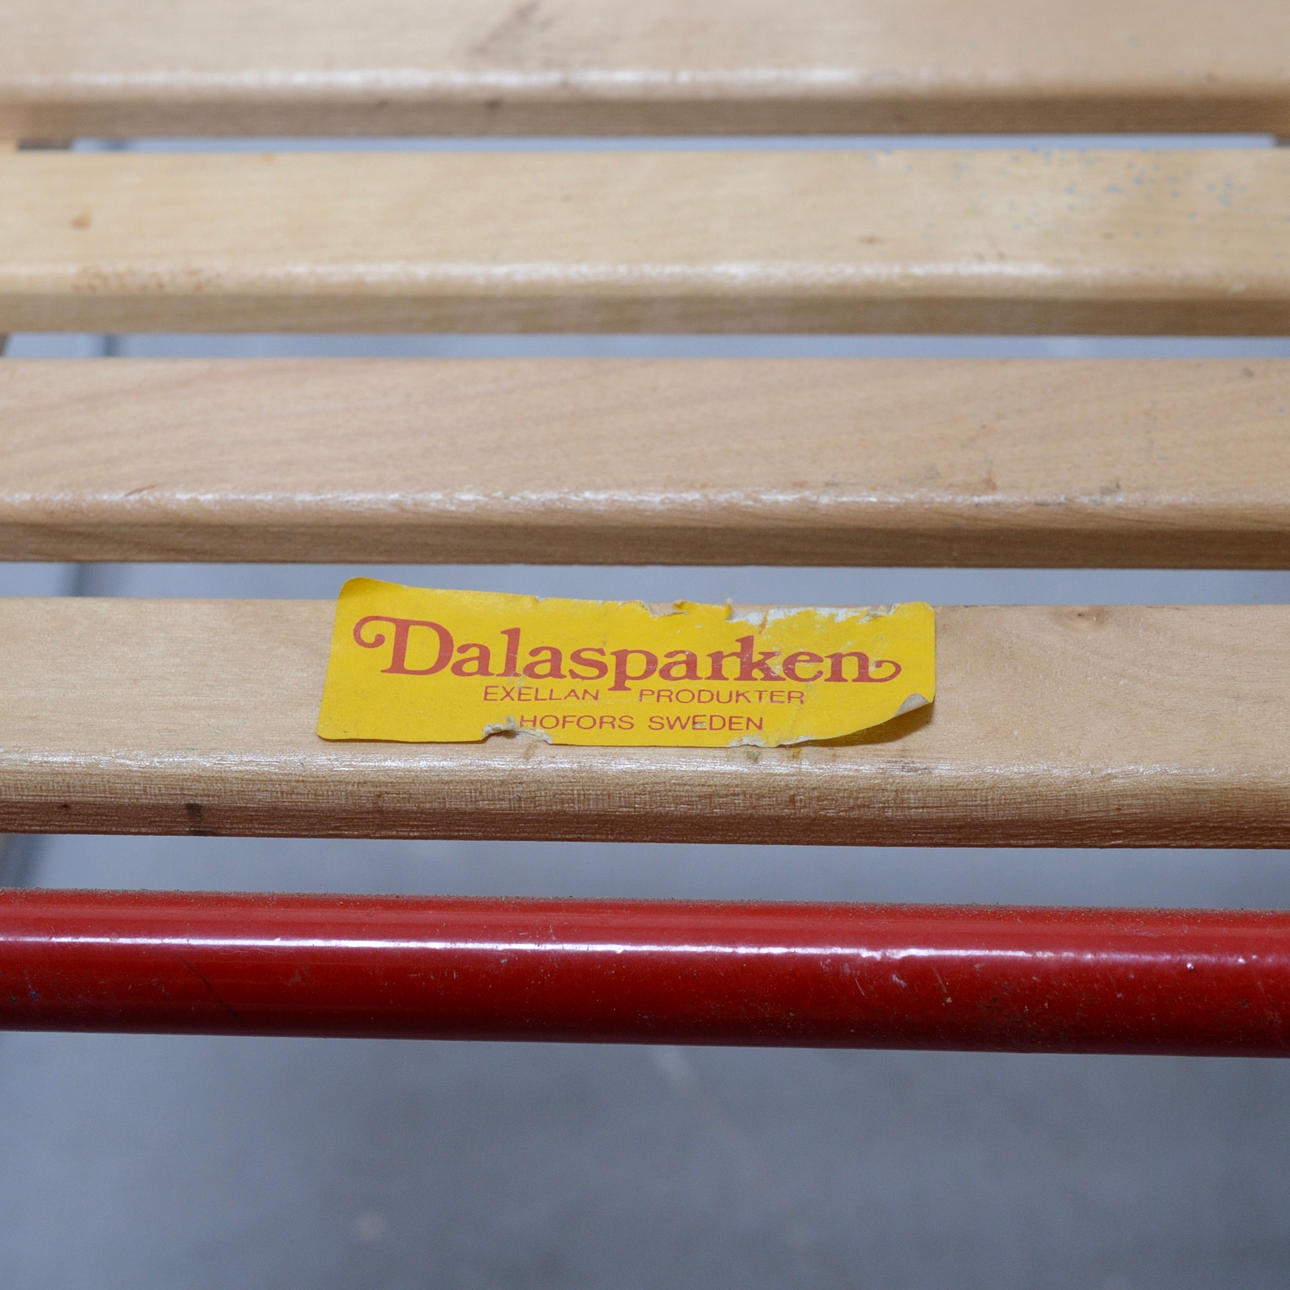 Dalasparken
EXELLAN PRODUKTER
HOFORS SWEDEN